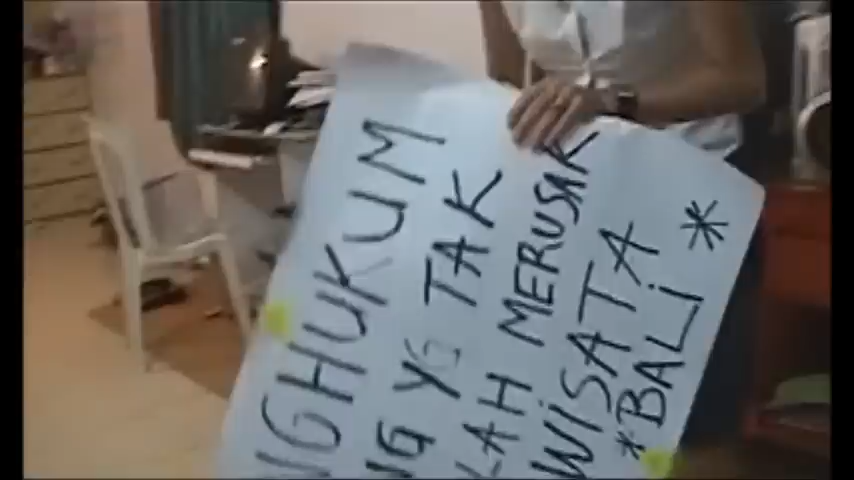 NGHUKUM
NG YG TAK
LAH MERUSAK
WISATA
*BALI *